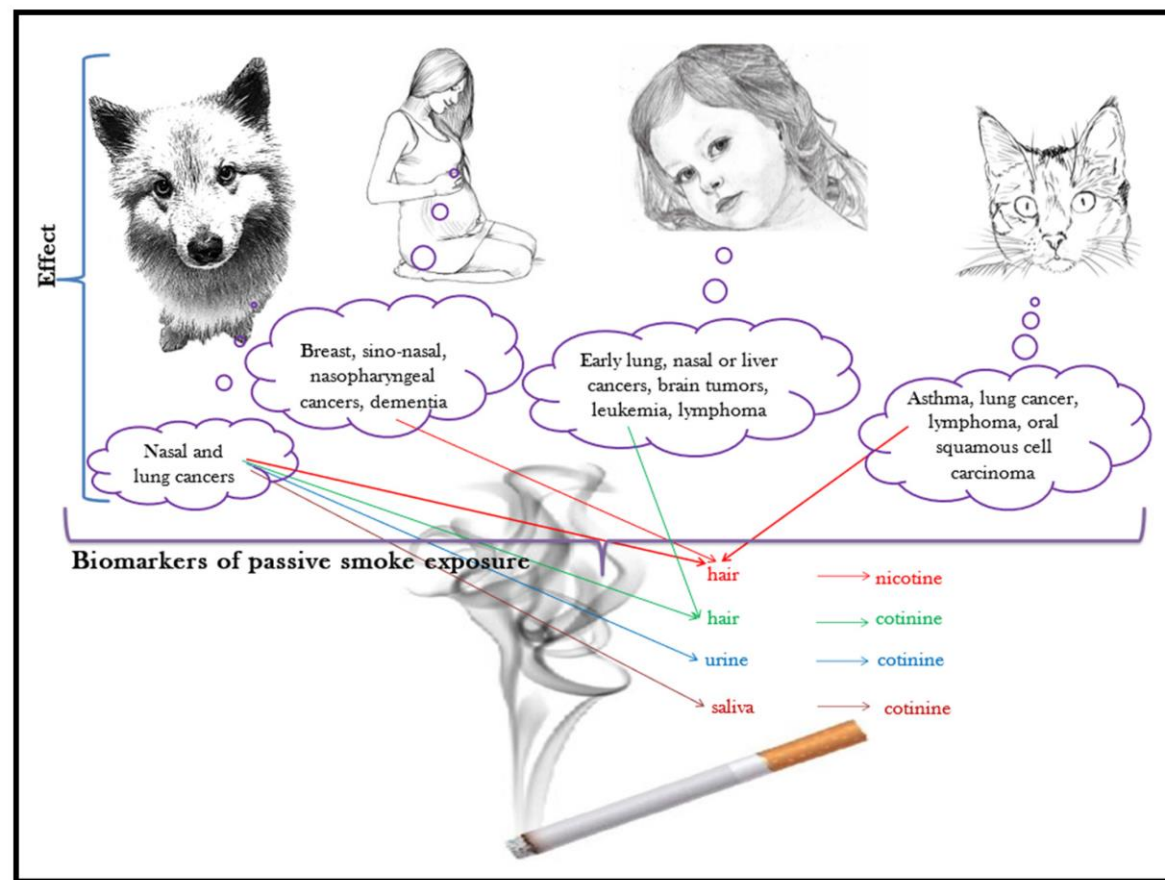 Effect
Breast, sino-nasal,
nasopharyngeal
cancers, dementia
Early lung, nasal or liver
cancers, brain tumors,
leukemia, lymphoma
Asthma, lung cancer,
lymphoma, oral
squamous cell
carcinoma
Nasal and
lung cancers
Biomarkers of passive smoke exposure
hair nicotine
hair cotinine
urine cotinine
saliva cotinine